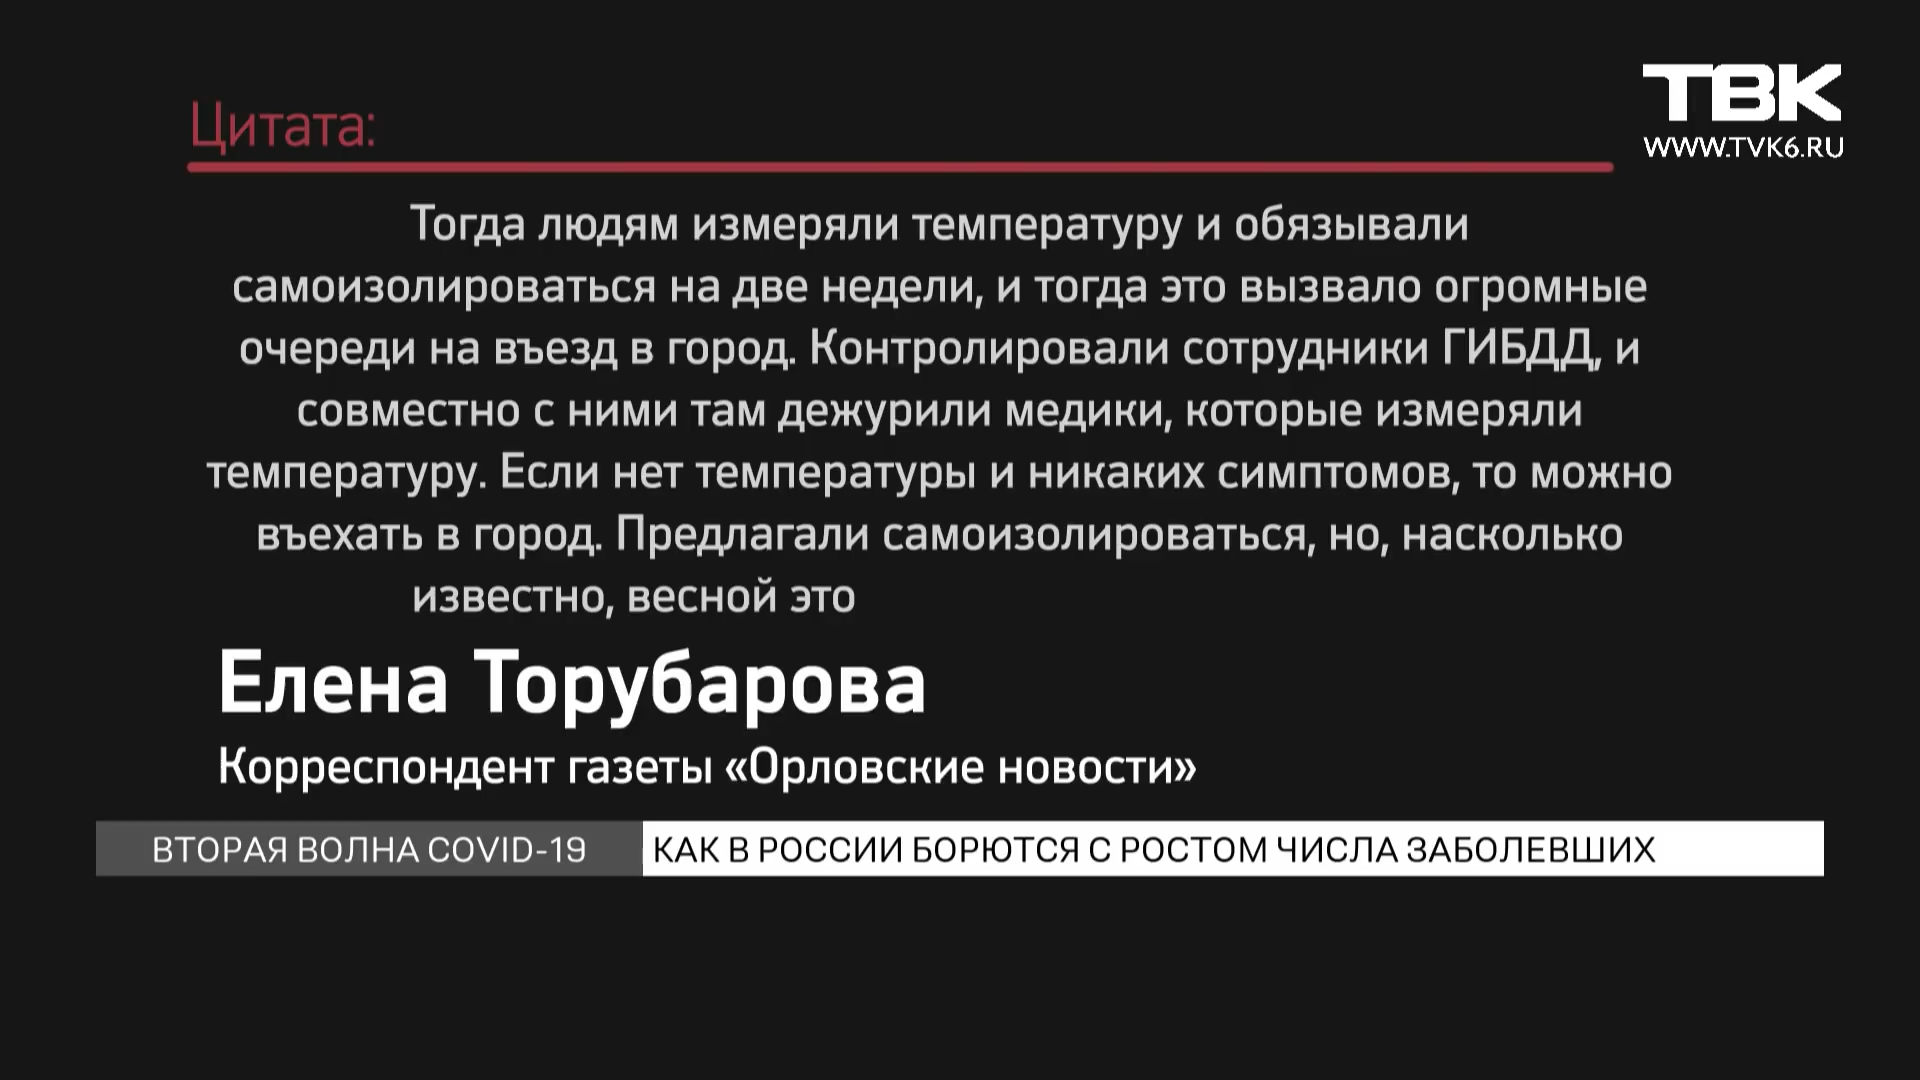 ТВК
WWW.TVK6.RU
Цитата:
Тогда людям измеряли температуру и обязывали
самоизолироваться на две недели, и тогда это вызвало огромные
очереди на въезд в город. Контролировали сотрудники ГИБДД, и
совместно с ними там дежурили медики, которые измеряли
температуру. Если нет температуры и никаких симптомов, то можно
въехать в город. Предлагали самоизолироваться, но, насколько
известно, весной это
Елена Торубарова
Корреспондент газеты «Орловские новости»
ВТОРАЯ ВОЛНА COVID-19
КАК В РОССИИ БОРЮТСЯ С РОСТОМ ЧИСЛА ЗАБОЛЕВШИХ